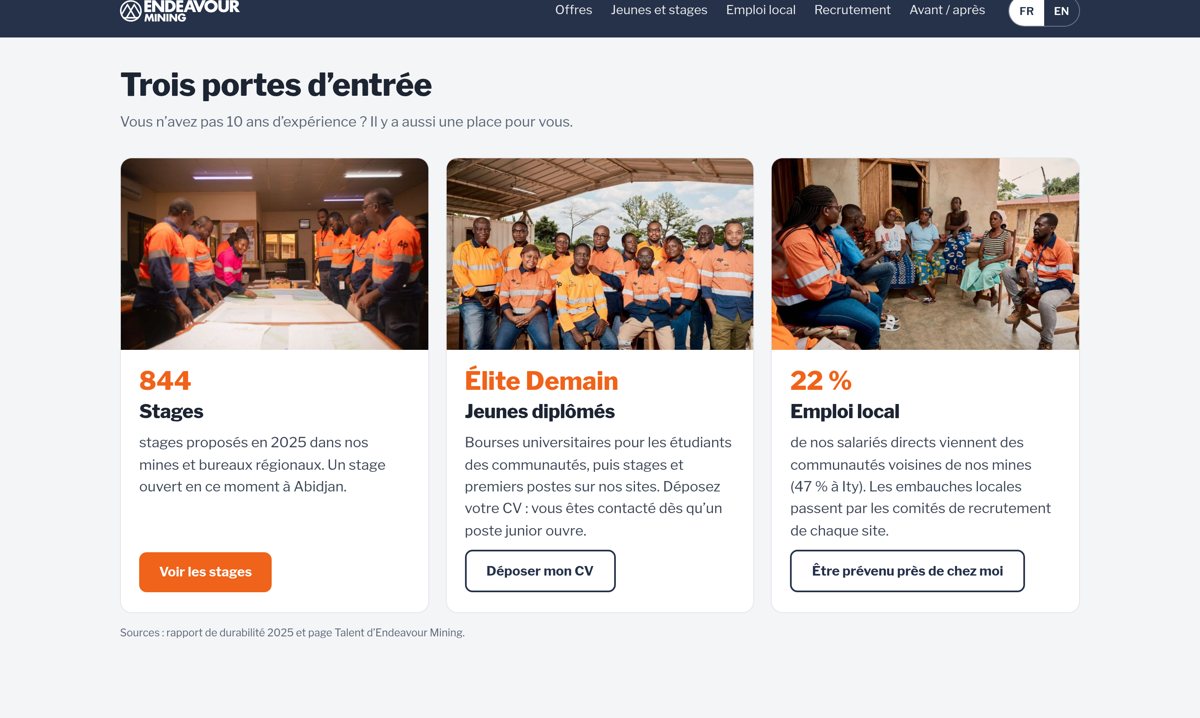 ENDEAVOUR
MINING
Offres
Jeunes et stages
Emploi local
Recrutement
Avant / après
FR
EN
Trois portes d’entrée
Vous n’avez pas 10 ans d’expérience ? Il y a aussi une place pour vous.
844
Stages
stages proposés en 2025 dans nos
mines et bureaux régionaux. Un stage
ouvert en ce moment à Abidjan.
Voir les stages
Élite Demain
Jeunes diplômés
Bourses universitaires pour les étudiants
des communautés, puis stages et
premiers postes sur nos sites. Déposez
votre CV : vous êtes contacté dès qu’un
poste junior ouvre.
Déposer mon CV
22 %
Emploi local
de nos salariés directs viennent des
communautés voisines de nos mines
(47 % à Ity). Les embauches locales
passent par les comités de recrutement
de chaque site.
Être prévenu près de chez moi
Sources : rapport de durabilité 2025 et page Talent d’Endeavour Mining.